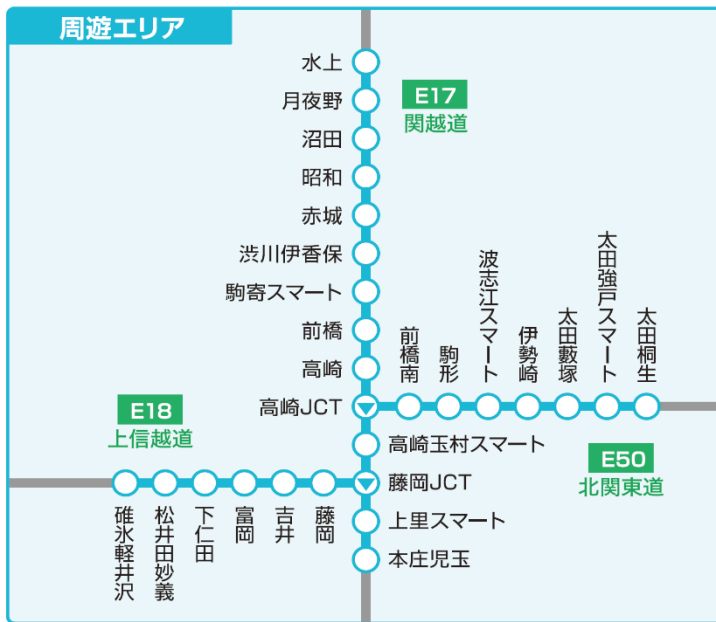 周遊エリア
水上
E17
関越道
月夜野
沼田
昭和
赤城
渋川伊香保
駒寄スマート
前橋
高崎
高崎JCT
前橋南
駒形
波志江スマート
伊勢崎
太田藪塚
太田強戸スマート
太田桐生
E50
北関東道
高崎玉村スマート
藤岡JCT
上里スマート
本庄児玉
E18
上信越道
碓氷軽井沢
松井田妙義
下仁田
富岡
吉井
藤岡